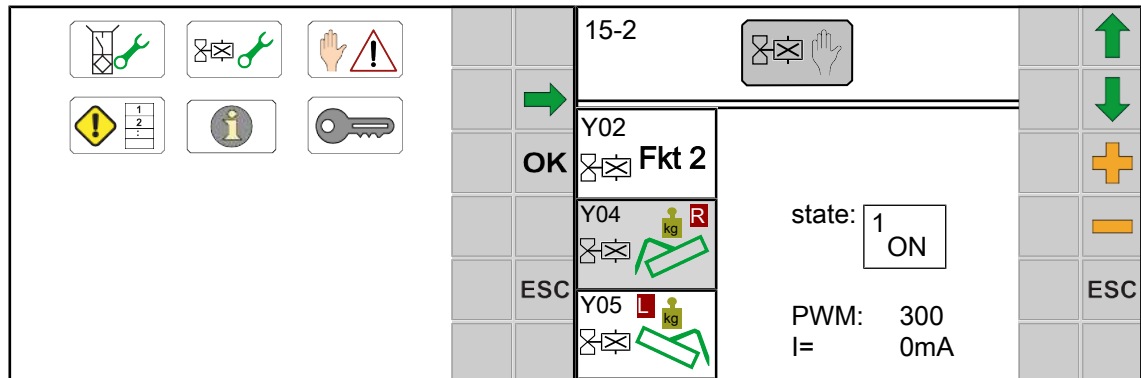 1
2
:
i
OK
ESC
15-2
Y02
Fkt 2
Y04
kg
R
Y05
L
kg
state:
1
ON
PWM: 300
I= 0mA
ESC